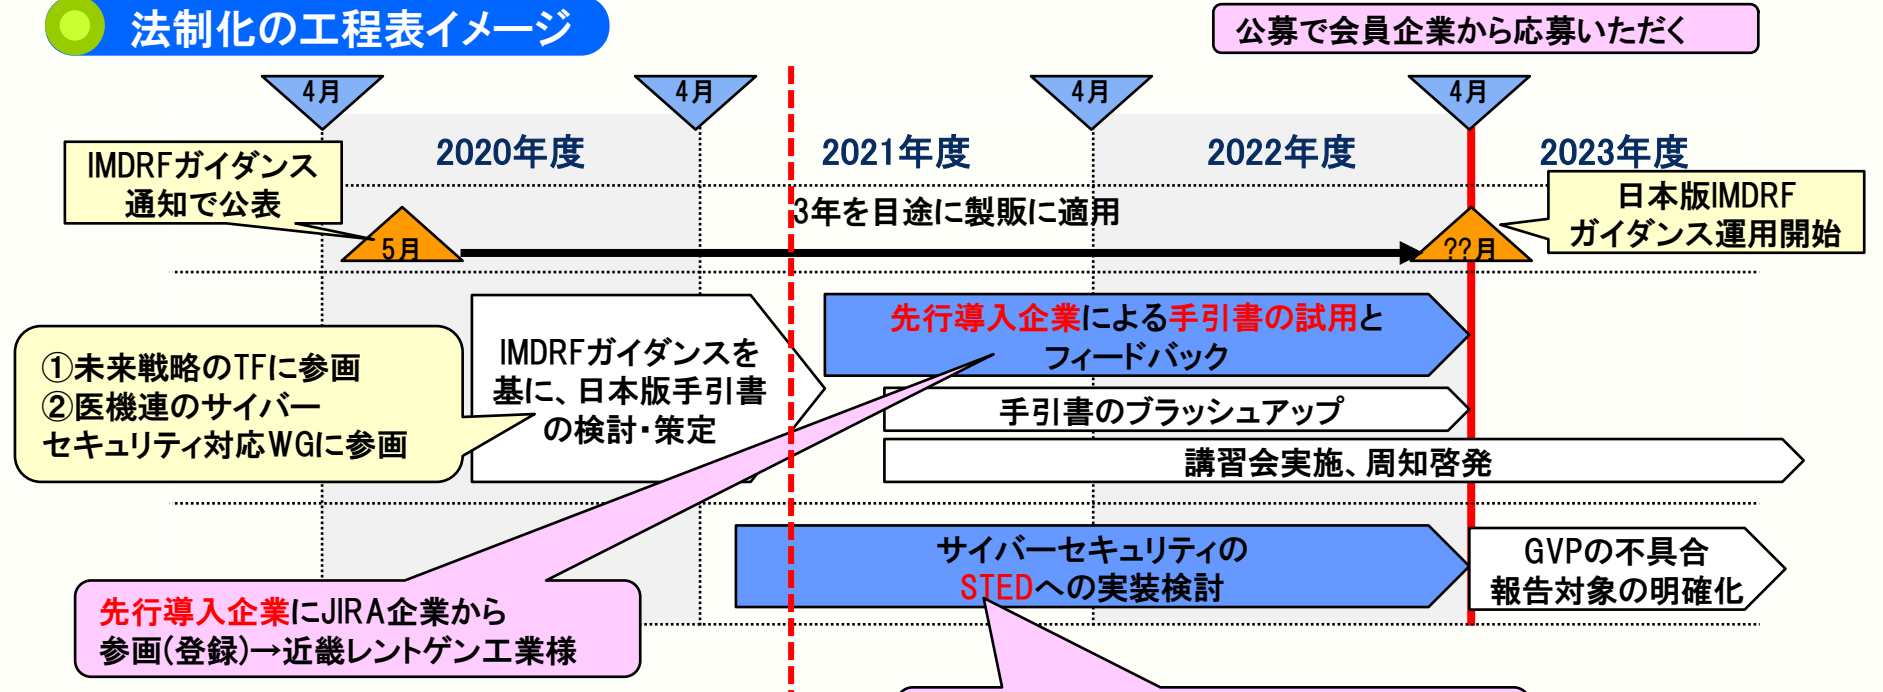 法制化の工程表イメージ
公募で会員企業から応募いただく
4月
4月
4月
4月
2020年度
2021年度
2022年度
2023年度
IMDRFガイダンス
通知で公表
3年を目途に製販に適用
日本版IMDRF
ガイダンス運用開始
5月
??月
①未来戦略のTFに参画
②医機連のサイバー
セキュリティ対応WGに参画
IMDRFガイダンスを
基に、日本版手引書
の検討・策定
先行導入企業による手引書の試用と
フィードバック
手引書のブラッシュアップ
講習会実施、周知啓発
サイバーセキュリティの
STEDへの実装検討
GVPの不具合
報告対象の明確化
先行導入企業にJIRA企業から
参画(登録)→近畿レントゲン工業様